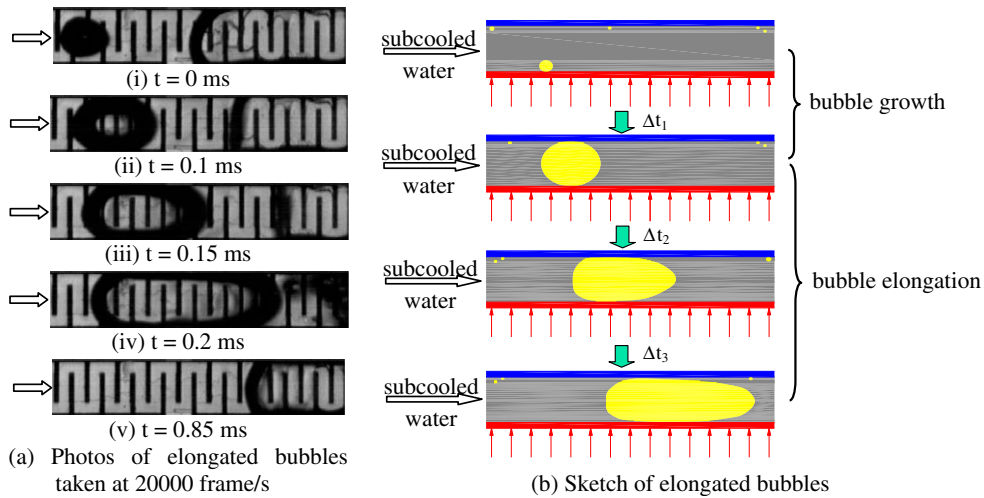 (i) t = 0 ms
(ii) t = 0.1 ms
(iii) t = 0.15 ms
(iv) t = 0.2 ms
(v) t = 0.85 ms
(a) Photos of elongated bubbles
taken at 20000 frame/s
subcooled
water
Δt1
bubble growth
subcooled
water
Δt2
subcooled
water
bubble elongation
Δt3
subcooled
water
(b) Sketch of elongated bubbles